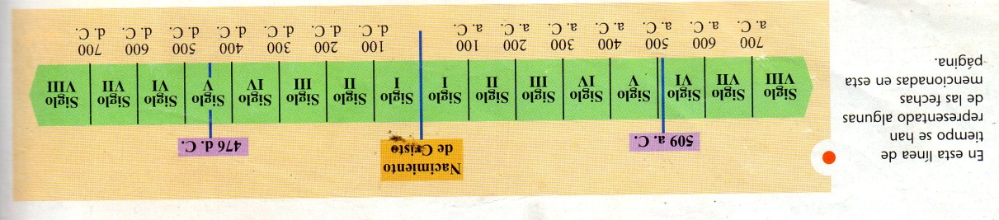 En esta línea de
tiempo se han
representado algunas
de las fechas
mencionadas en esta
página.
509 a. C.
Nacimiento
de Cristo
476 d. C.
Siglo VIII
Siglo VII
Siglo VI
Siglo V
Siglo IV
Siglo III
Siglo II
Siglo I
Siglo I
Siglo II
Siglo III
Siglo IV
Siglo V
Siglo VI
Siglo VII
Siglo VIII
700 a. C.
600 a. C.
500 a. C.
400 a. C.
300 a. C.
200 a. C.
100 a. C.
100 d. C.
200 d. C.
300 d. C.
400 d. C.
500 d. C.
600 d. C.
700 d. C.